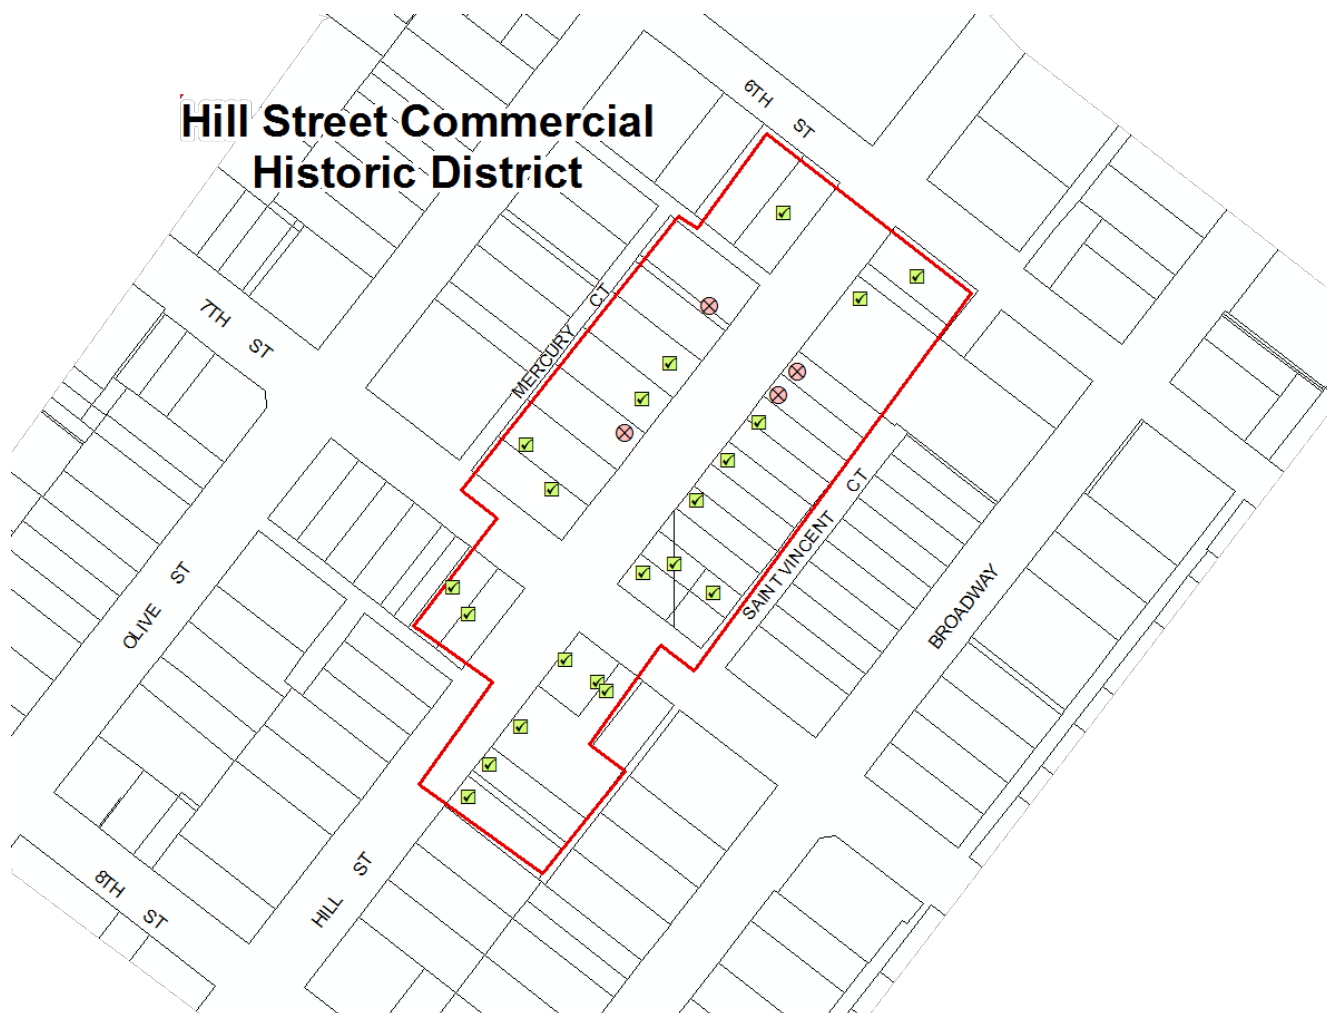 Hill Street Commercial
Historic District
6TH ST
7TH ST
MERCURY CT
SAINT VINCENT CT
OLIVE ST
BROADWAY
HILL ST
8TH ST